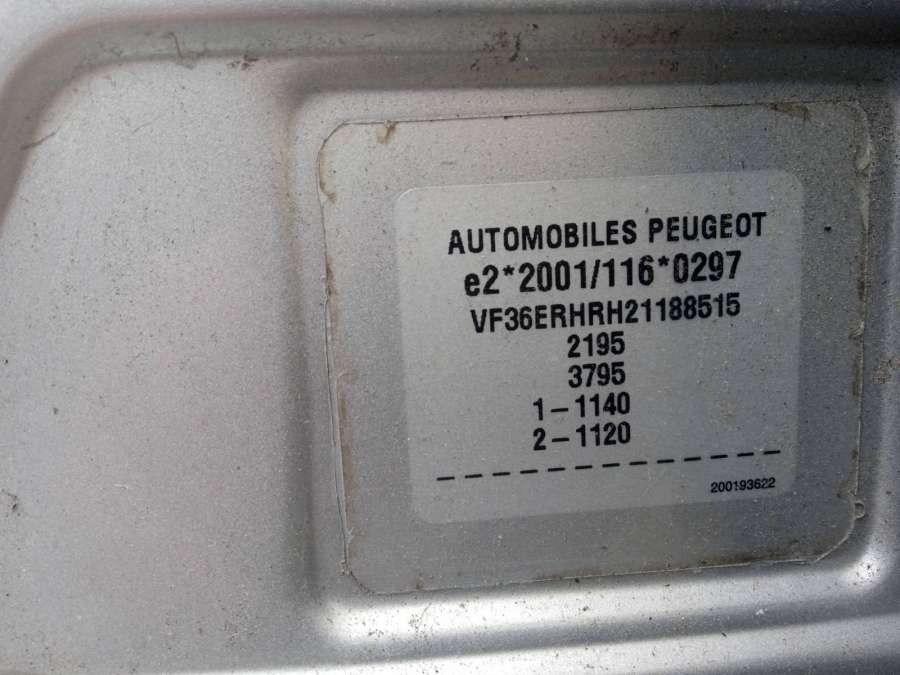 AUTOMOBILES PEUGEOT
e2*2001/116*0297
VF36ERHRH21188515
2195
3795
1-1140
2-1120
200193622